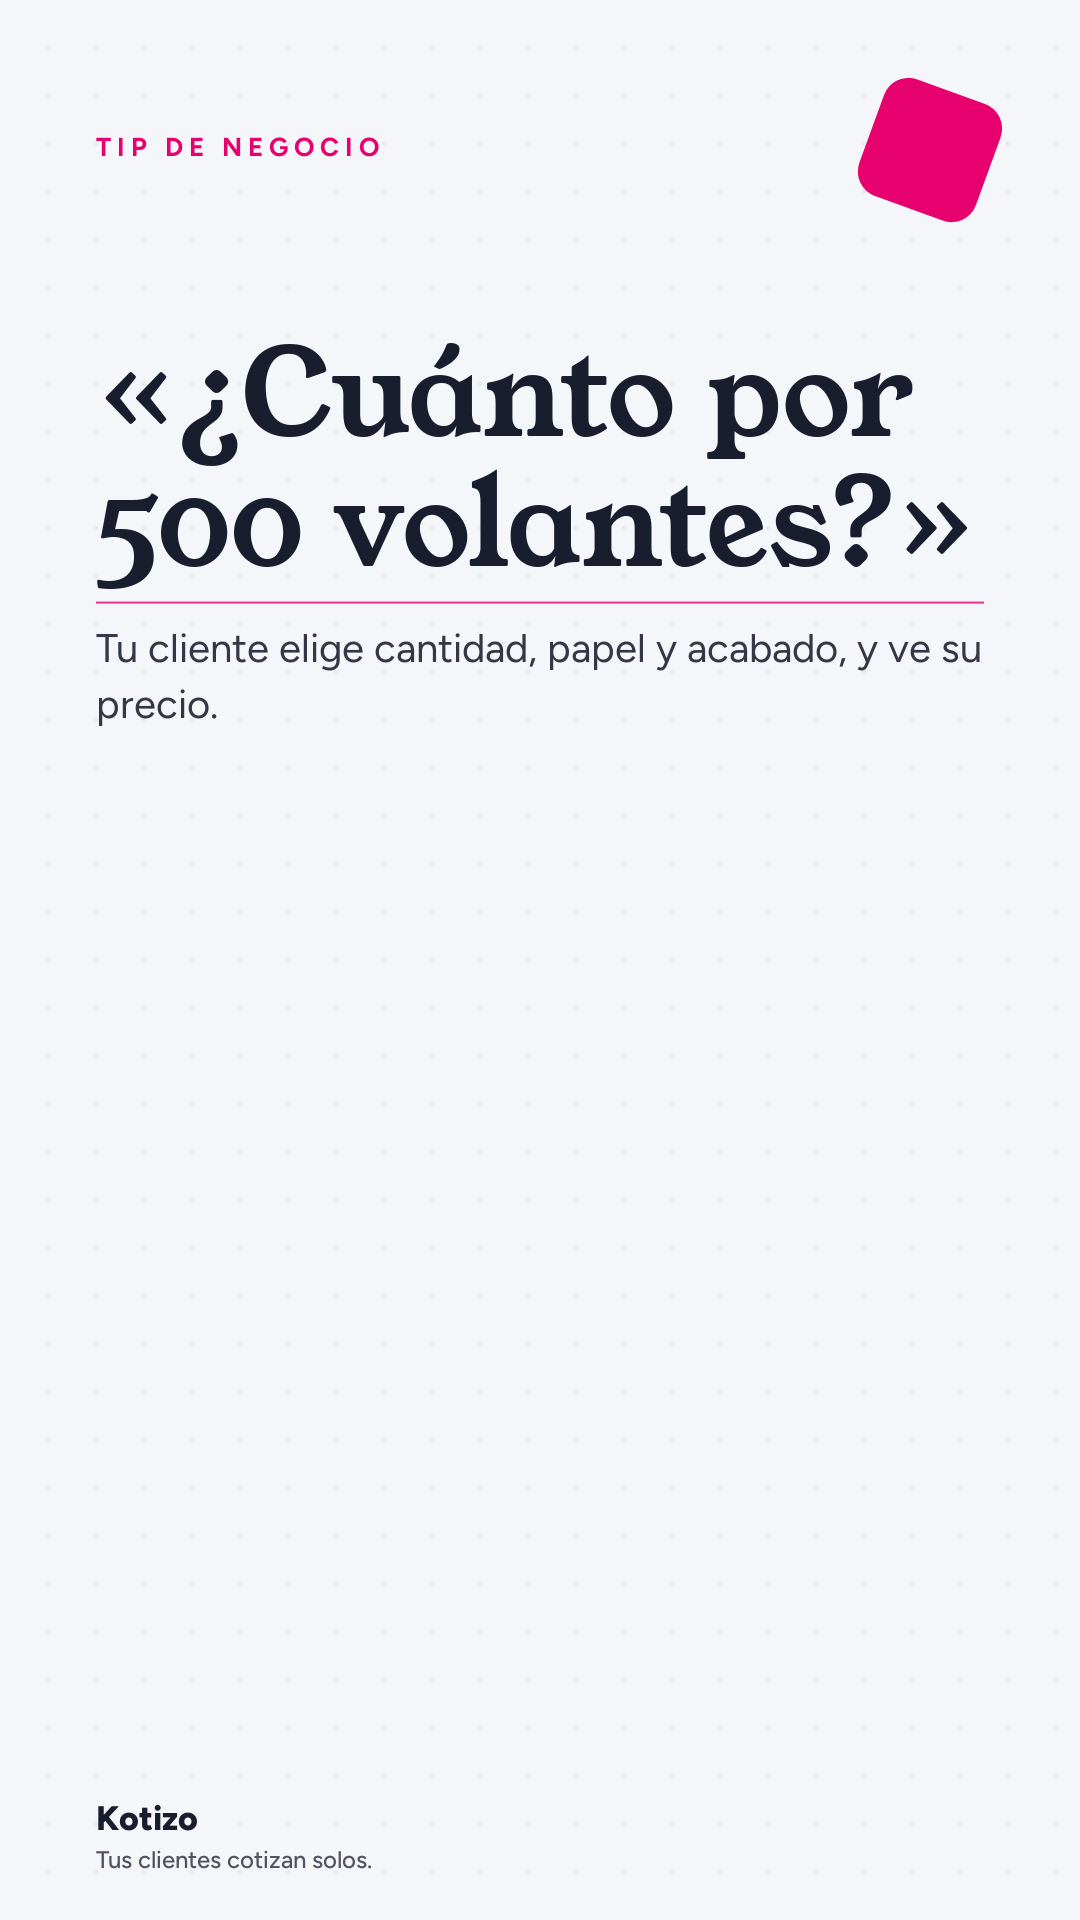 TIP DE NEGOCIO
«¿Cuánto por
500 volantes?»
Tu cliente elige cantidad, papel y acabado, y ve su
precio.
Kotizo
Tus clientes cotizan solos.